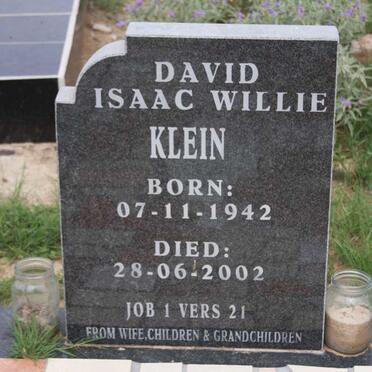 DAVID
ISAAC WILLIE
KLEIN
BORN:
07-11-1942
DIED:
28-06-2002
JOB 1 VERS 21
FROM WIFE,CHILDREN & GRANDCHILDREN